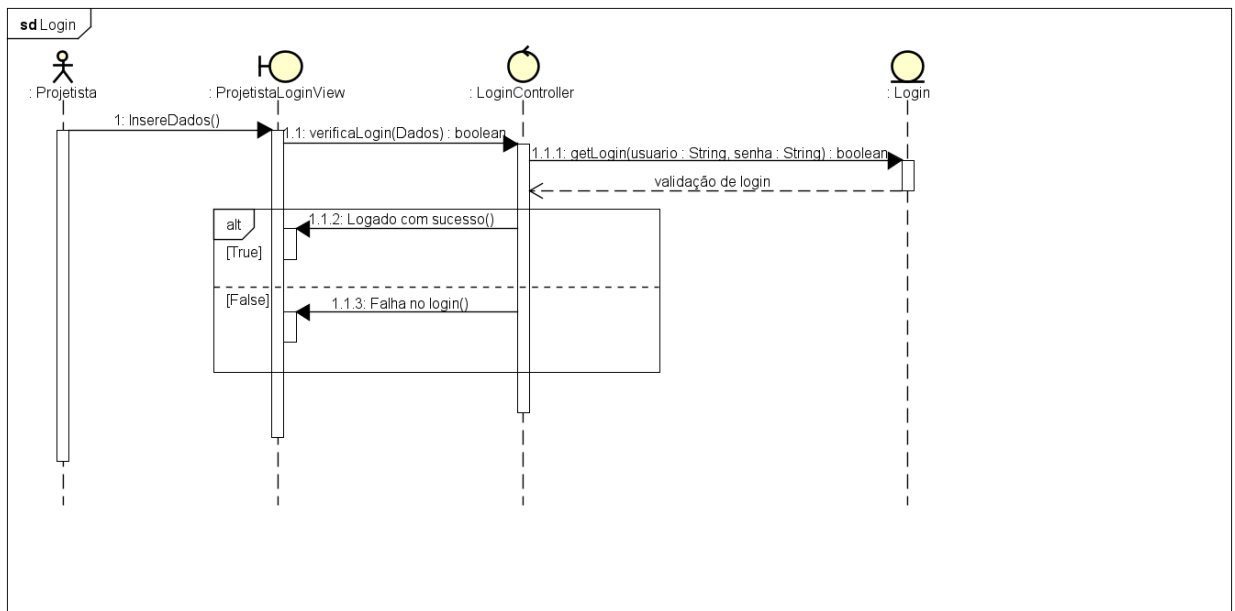 sd Login
: Projetista
: ProjetistaLoginView
: LoginController
: Login
1: InsereDados()
1.1: verificaLogin(Dados) : boolean
1.1.1: getLogin(usuario : String, senha : String) : boolean
validação de login
alt
1.1.2: Logado com sucesso()
[True]
[False]
1.1.3: Falha no login()